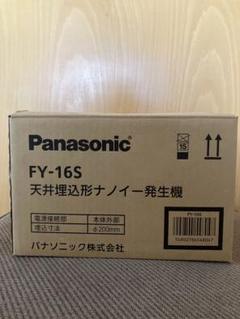 Panasonic
15
FY-16S
天井埋込形ナノイー発生機
電源接続部 本体外部
埋込寸法 φ200mm
パナソニック株式会社
FY-16S